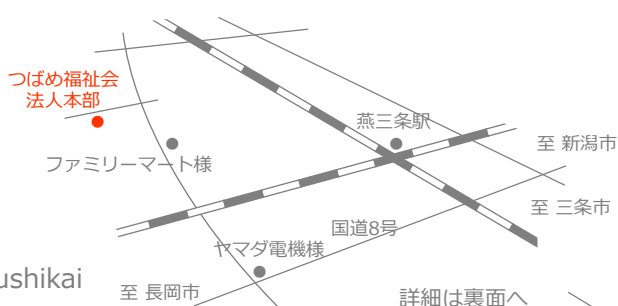 つばめ福祉会
法人本部
燕三条駅
至 新潟市
ファミリーマート様
至 三条市
国道8号
ヤマダ電機様
ushikai
至 長岡市
詳細は裏面へ